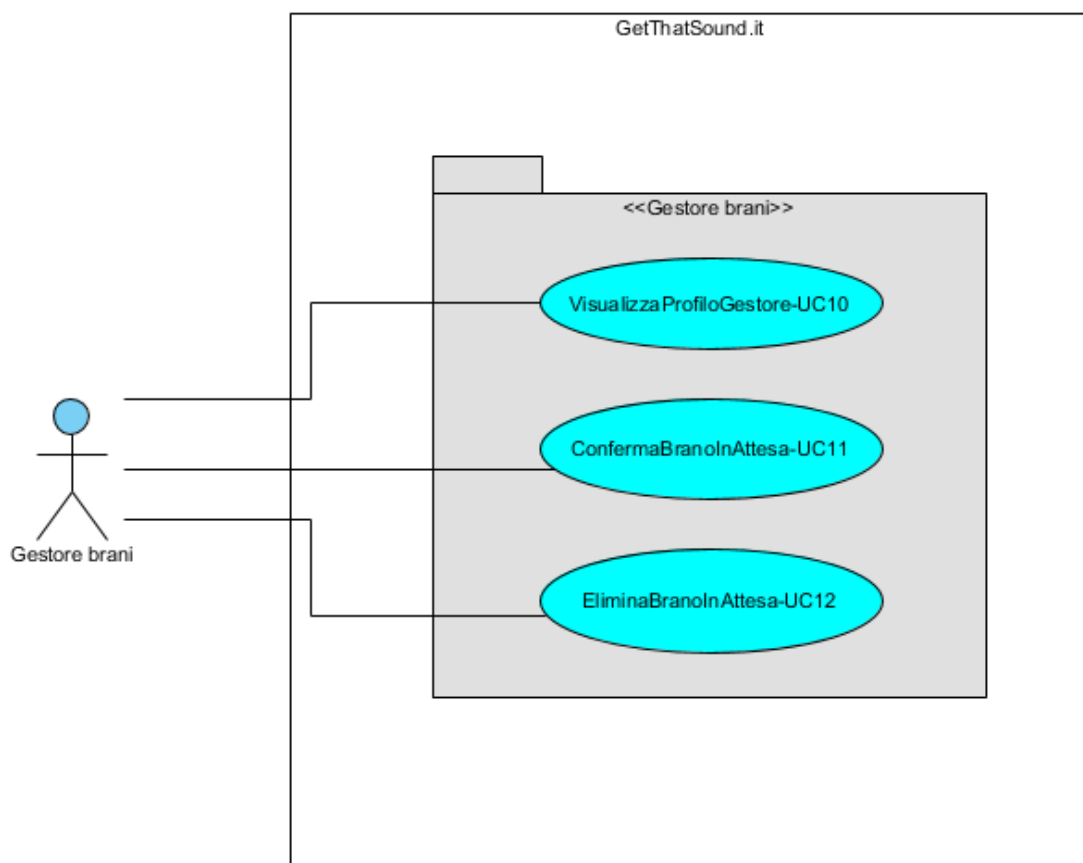 GetThatSound.it
<<Gestore brani>>
VisualizzaProfiloGestore-UC10
ConfermaBranoInAttesa-UC11
EliminaBranoInAttesa-UC12
Gestore brani